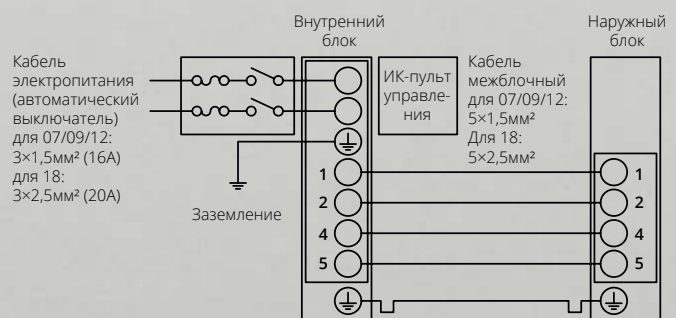 Внутренний
блок
Наружный
блок
Кабель
электропитания
(автоматический
выключатель)
для 07/09/12:
3×1,5мм² (16А)
для 18:
3×2,5мм² (20А)
ИК-пульт
управле-
ния
Кабель
межблочный
для 07/09/12:
5×1,5мм²
Для 18:
5×2,5мм²
Заземление
1
2
4
5
1
2
4
5